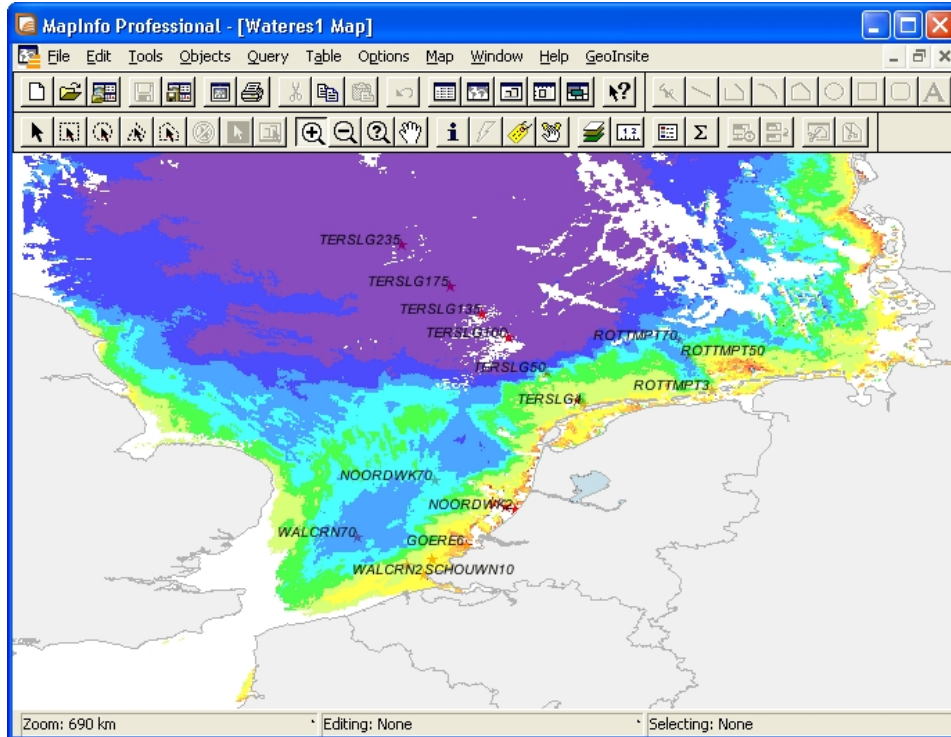 MapInfo Professional - [Wateres1 Map]
File Edit Tools Objects Query Table Options Map Window Help GeoInsite
TERSLG235
TERSLG175
TERSLG135
TERSLG100
ROTTMPT70
ROTTMPT50
TERSLG50
ROTTMPT3
TERSLG4
NOORDWK70
NOORDWK2
WALCRN70
GOERE6
WALCRN2 SCHOUWN10
Zoom: 690 km Editing: None Selecting: None